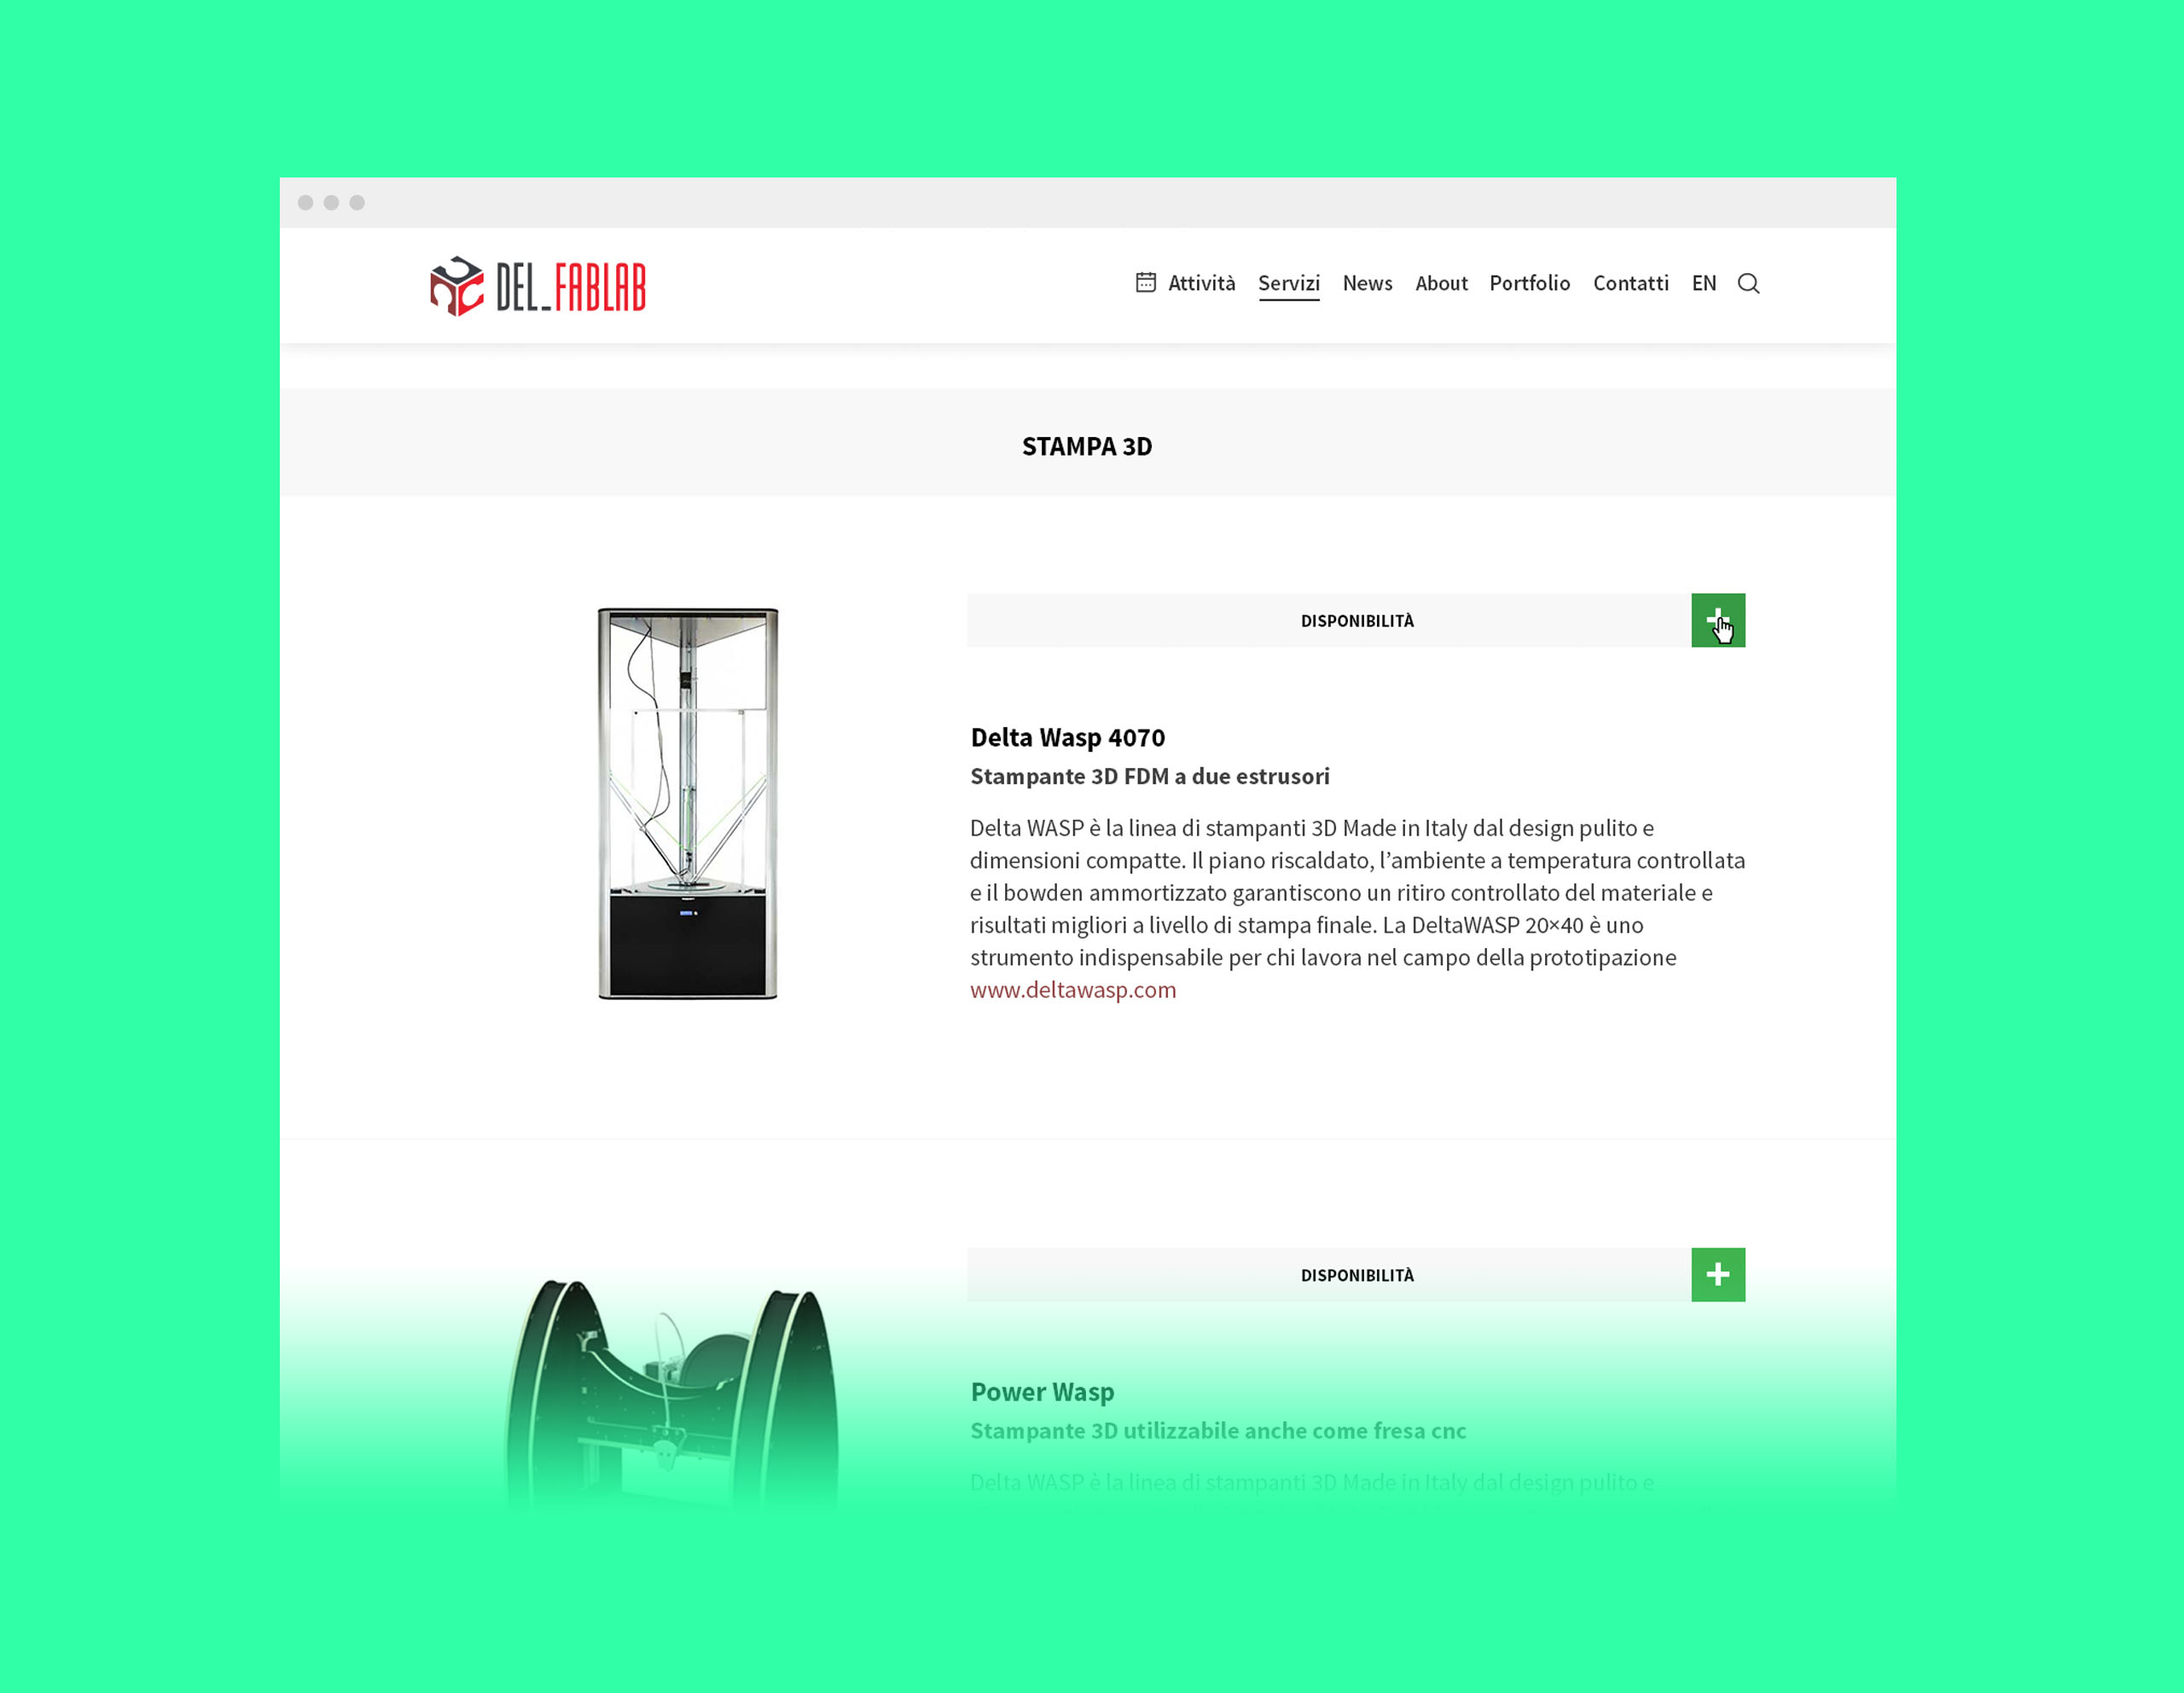 DEL_FABLAB
Attività Servizi News About Portfolio Contatti EN
STAMPA 3D
DISPONIBILITÀ
Delta Wasp 4070
Stampante 3D FDM a due estrusori
Delta WASP è la linea di stampanti 3D Made in Italy dal design pulito e
dimensioni compatte. Il piano riscaldato, l’ambiente a temperatura controllata
e il bowden ammortizzato garantiscono un ritiro controllato del materiale e
risultati migliori a livello di stampa finale. La DeltaWASP 20×40 è uno
strumento indispensabile per chi lavora nel campo della prototipazione
www.deltawasp.com
DISPONIBILITÀ
Power Wasp
Stampante 3D utilizzabile anche come fresa cnc
Delta WASP è la linea di stampanti 3D Made in Italy dal design pulito e